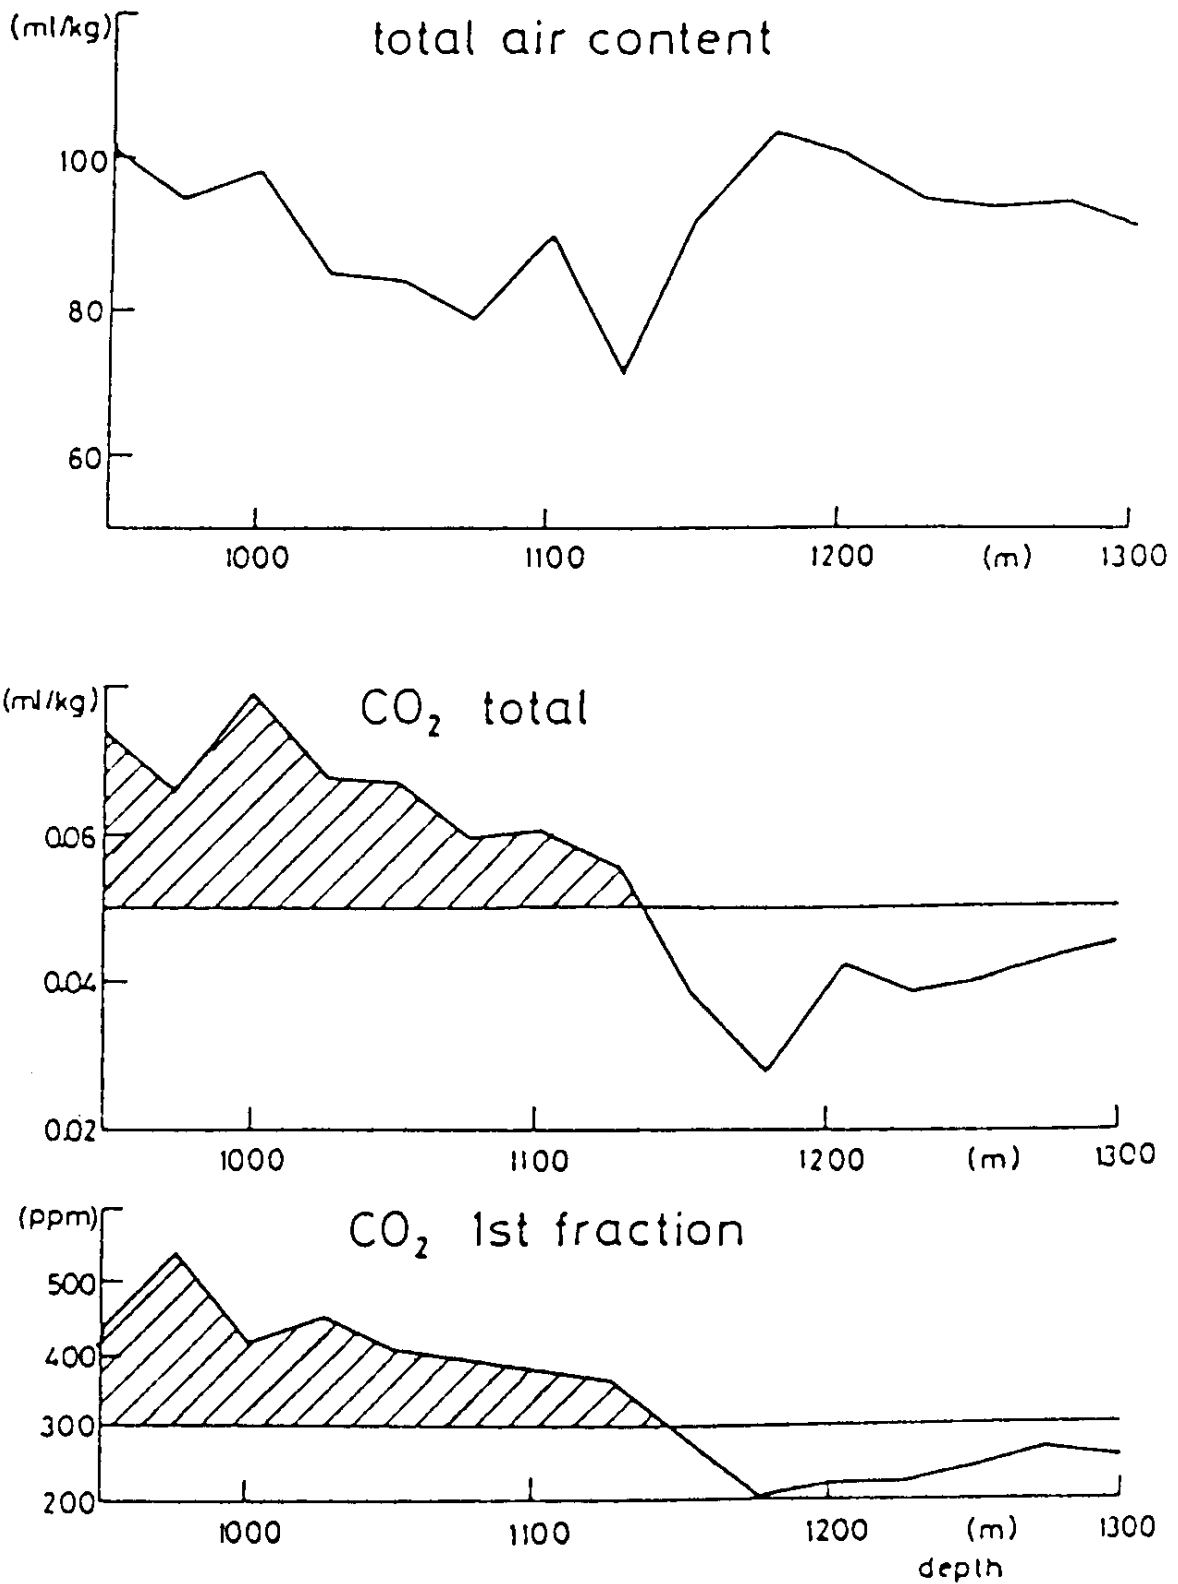 (ml/kg) total air content
100
80
60
1000 1100 1200 (m) 1300
(ml/kg) CO₂ total
0.06
0.04
0.02
1000 1100 1200 (m) 1300
(ppm) CO₂ 1st fraction
500
400
300
200
1000 1100 1200 (m) 1300
depth